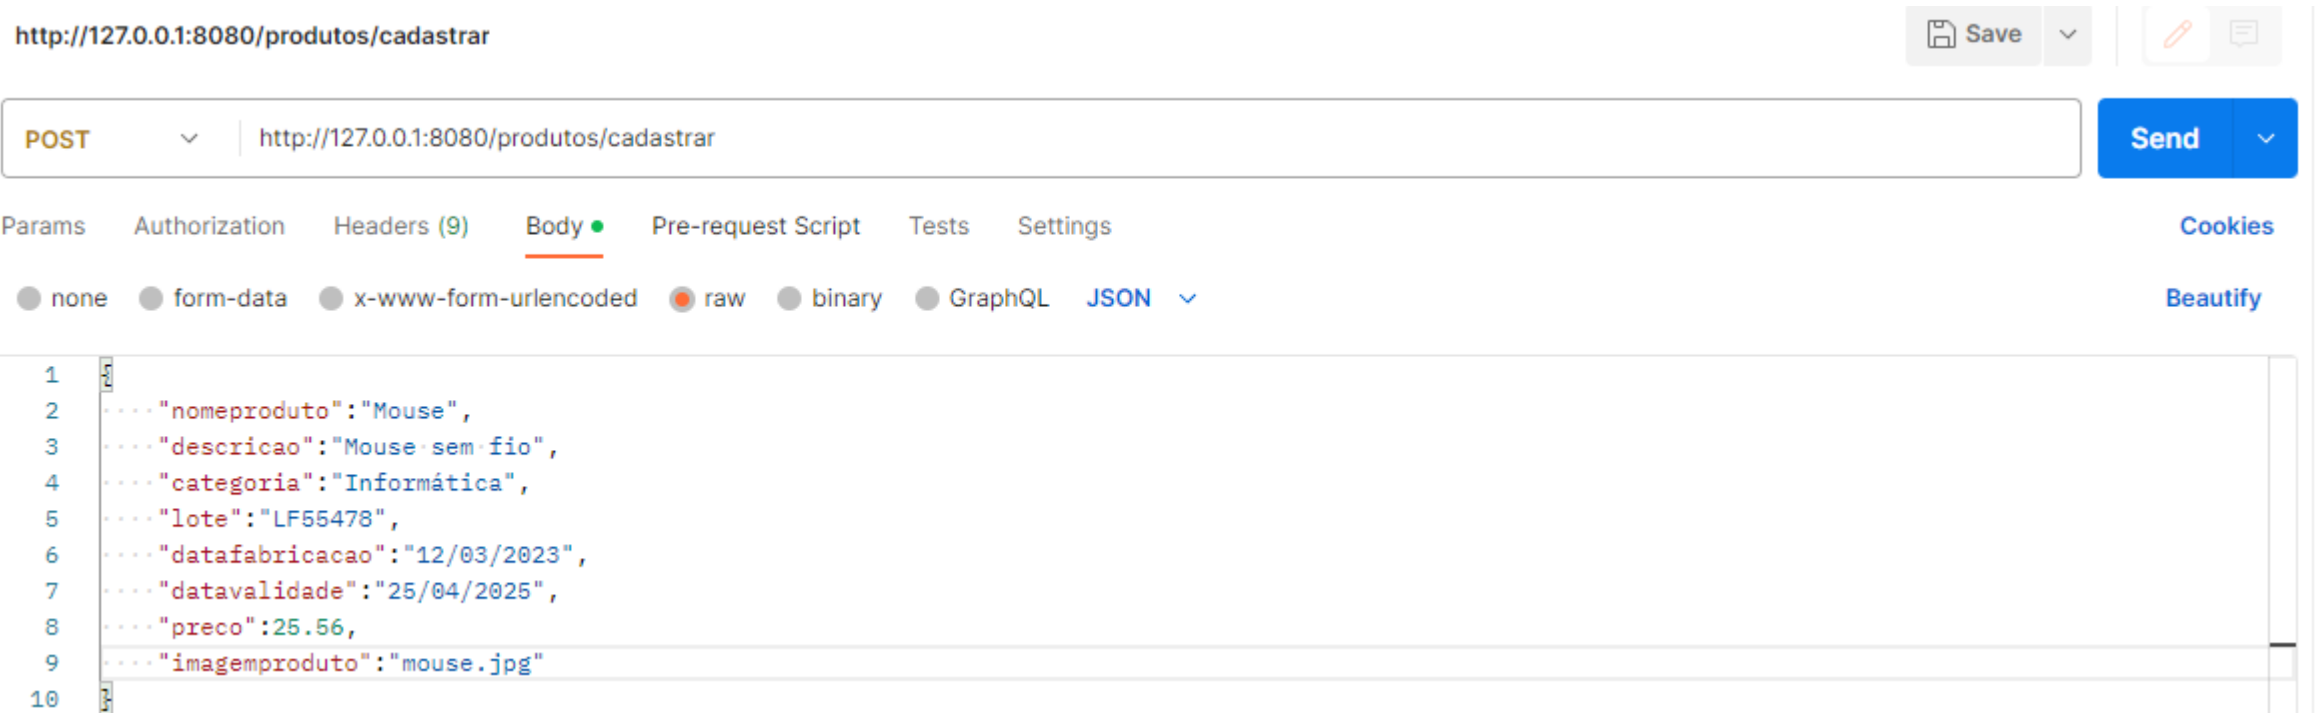 http://127.0.0.1:8080/produtos/cadastrar
Save
POST http://127.0.0.1:8080/produtos/cadastrar Send
Params Authorization Headers (9) Body Pre-request Script Tests Settings Cookies
none form-data x-www-form-urlencoded raw binary GraphQL JSON Beautify
1 {
2 "nomeproduto":"Mouse",
3 "descricao":"Mouse sem fio",
4 "categoria":"Informática",
5 "lote":"LF55478",
6 "datafabricacao":"12/03/2023",
7 "datavalidade":"25/04/2025",
8 "preco":25.56,
9 "imagemproduto":"mouse.jpg"
10 }